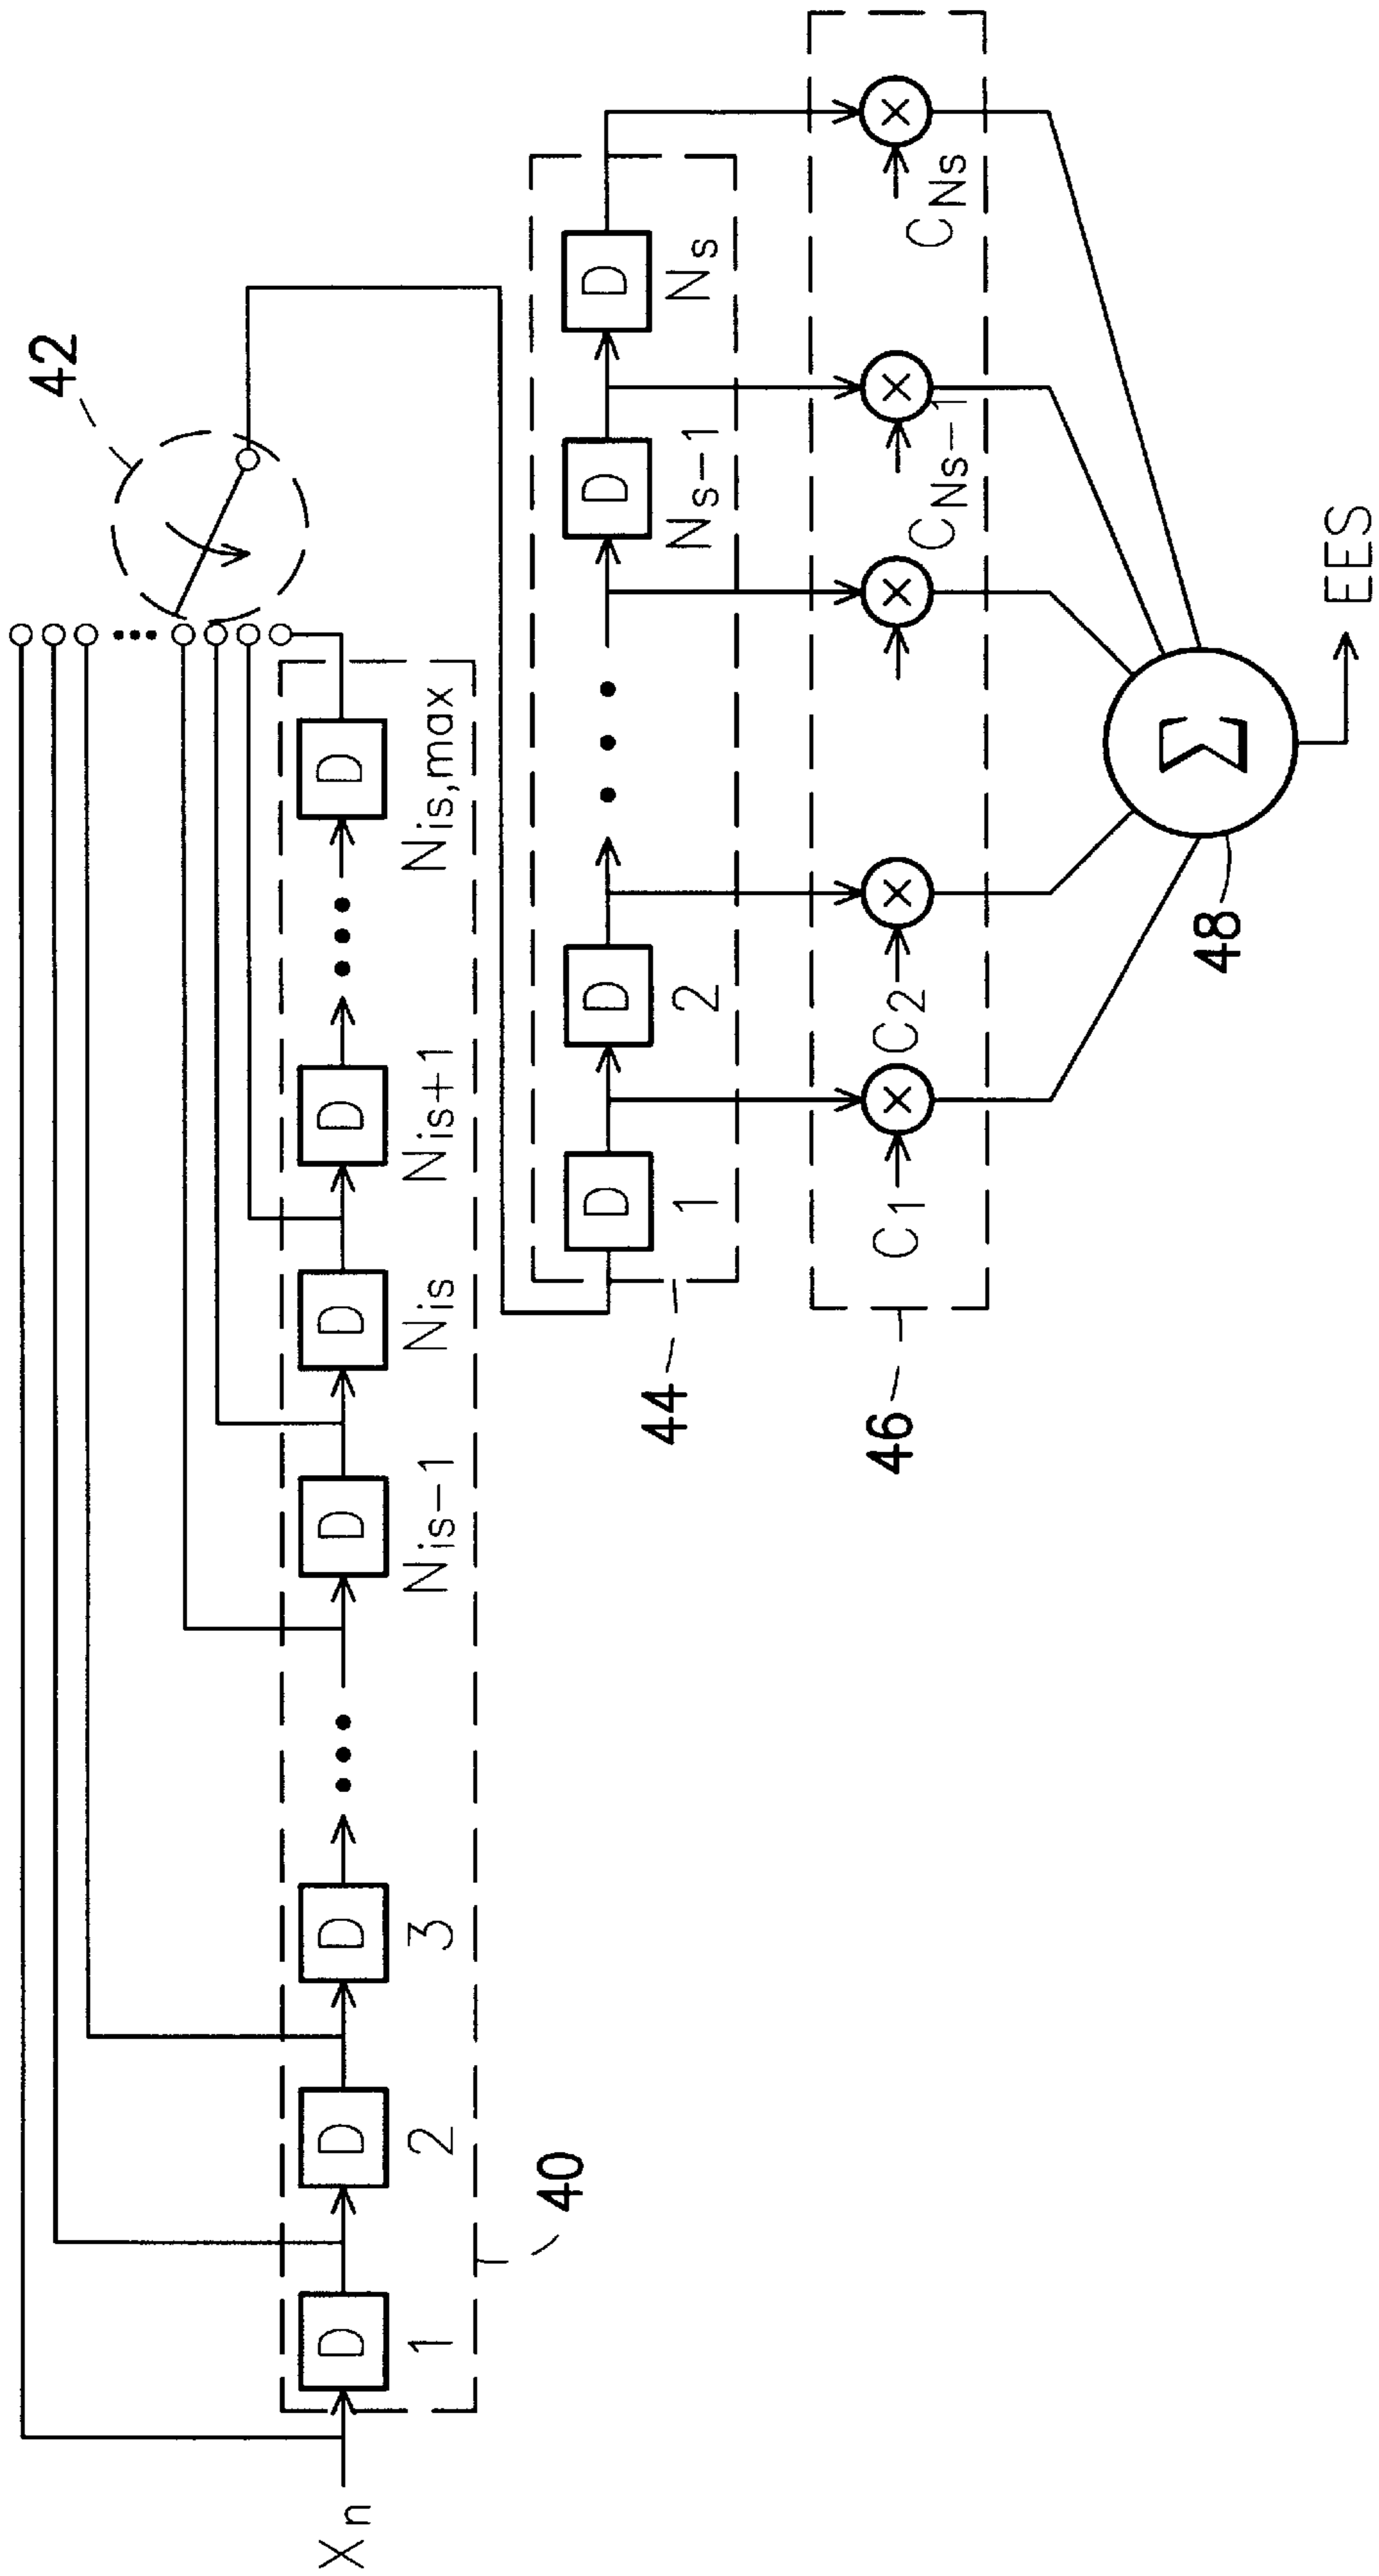 42
Xn
D D D D D D D
1 2 3 Nis-1 Nis Nis+1 Nis,max
40
D D D D
1 2 Ns-1 Ns
44
× × × × ×
C1 C2 CNs-1 CNs
46
Σ
48
EES